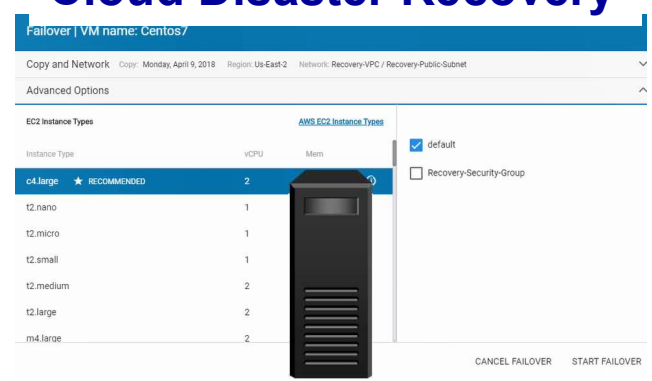 Cloud Disaster Recovery
Failover | VM name: Centos7
Copy and Network Copy: Monday, April 9, 2018 Region: Us-East-2 Network: Recovery-VPC / Recovery-Public-Subnet
Advanced Options
EC2 Instance Types AWS EC2 Instance Types
Instance Type vCPU Mem
c4.large ★ RECOMMENDED 2
t2.nano 1
t2.micro 1
t2.small 1
t2.medium 2
t2.large 2
m4.large 2
default
Recovery-Security-Group
CANCEL FAILOVER START FAILOVER